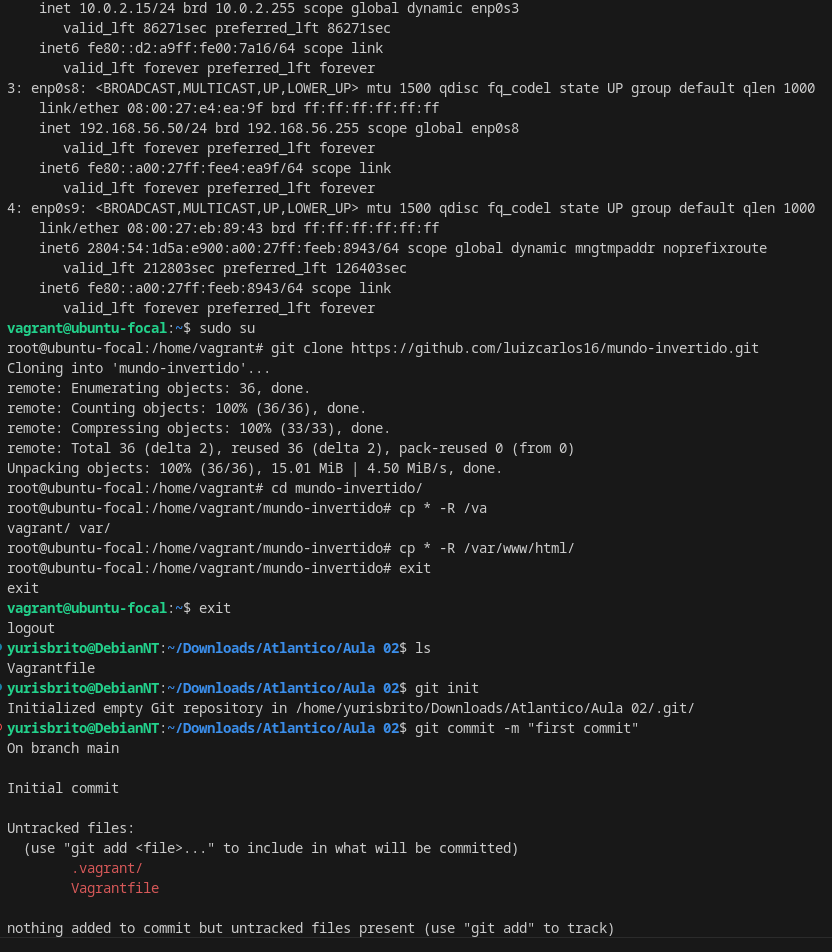 inet 10.0.2.15/24 brd 10.0.2.255 scope global dynamic enp0s3
valid_lft 86271sec preferred_lft 86271sec
inet6 fe80::d2:a9ff:fe00:7a16/64 scope link
valid_lft forever preferred_lft forever
3: enp0s8: <BROADCAST,MULTICAST,UP,LOWER_UP> mtu 1500 qdisc fq_codel state UP group default qlen 1000
link/ether 08:00:27:e4:ea:9f brd ff:ff:ff:ff:ff:ff
inet 192.168.56.50/24 brd 192.168.56.255 scope global enp0s8
valid_lft forever preferred_lft forever
inet6 fe80::a00:27ff:fee4:ea9f/64 scope link
valid_lft forever preferred_lft forever
4: enp0s9: <BROADCAST,MULTICAST,UP,LOWER_UP> mtu 1500 qdisc fq_codel state UP group default qlen 1000
link/ether 08:00:27:eb:89:43 brd ff:ff:ff:ff:ff:ff
inet6 2804:54:1d5a:e900:a00:27ff:feeb:8943/64 scope global dynamic mngtmpaddr noprefixroute
valid_lft 212803sec preferred_lft 126403sec
inet6 fe80::a00:27ff:feeb:8943/64 scope link
valid_lft forever preferred_lft forever
vagrant@ubuntu-focal:~$ sudo su
root@ubuntu-focal:/home/vagrant# git clone https://github.com/luizcarlos16/mundo-invertido.git
Cloning into 'mundo-invertido'...
remote: Enumerating objects: 36, done.
remote: Counting objects: 100% (36/36), done.
remote: Compressing objects: 100% (33/33), done.
remote: Total 36 (delta 2), reused 36 (delta 2), pack-reused 0 (from 0)
Unpacking objects: 100% (36/36), 15.01 MiB | 4.50 MiB/s, done.
root@ubuntu-focal:/home/vagrant# cd mundo-invertido/
root@ubuntu-focal:/home/vagrant/mundo-invertido# cp * -R /va
vagrant/ var/
root@ubuntu-focal:/home/vagrant/mundo-invertido# cp * -R /var/www/html/
root@ubuntu-focal:/home/vagrant/mundo-invertido# exit
exit
vagrant@ubuntu-focal:~$ exit
logout
yurisbrito@DebianNT:~/Downloads/Atlantico/Aula 02$ ls
Vagrantfile
yurisbrito@DebianNT:~/Downloads/Atlantico/Aula 02$ git init
Initialized empty Git repository in /home/yurisbrito/Downloads/Atlantico/Aula 02/.git/
yurisbrito@DebianNT:~/Downloads/Atlantico/Aula 02$ git commit -m "first commit"
On branch main
Initial commit
Untracked files:
(use "git add <file>..." to include in what will be committed)
.vagrant/
Vagrantfile
nothing added to commit but untracked files present (use "git add" to track)